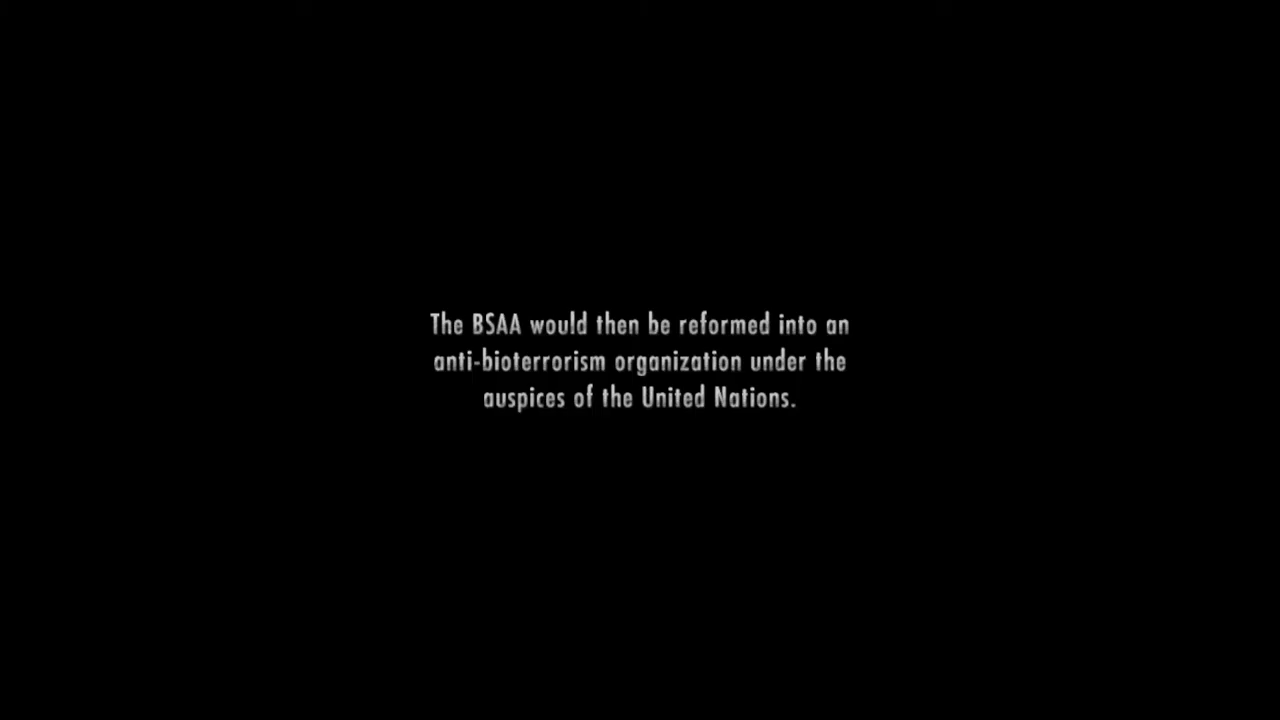 The BSAA would then be reformed into an
anti-bioterrorism organization under the
auspices of the United Nations.